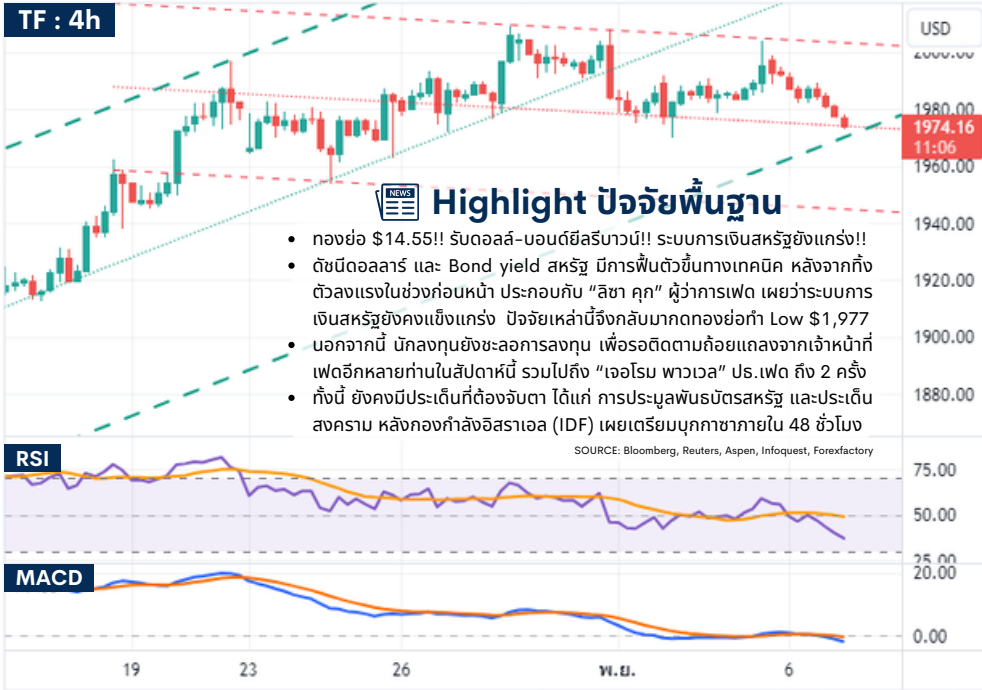 TF : 4h
USD
2000.00
1980.00
1974.16
11:06
1960.00
1940.00
1920.00
1900.00
1880.00
NEWS
Highlight ปัจจัยพื้นฐาน
• ทองย่อ $14.55!! รับดอลล์-บอนด์ยีลรีบาวน์!! ระบบการเงินสหรัฐยังแกร่ง!!
• ดัชนีดอลลาร์ และ Bond yield สหรัฐ มีการฟื้นตัวขึ้นทางเทคนิค หลังจากทิ้ง
ตัวลงแรงในช่วงก่อนหน้า ประกอบกับ “ลิซา คุก” ผู้ว่าการเฟด เผยว่าระบบการ
เงินสหรัฐยังคงแข็งแกร่ง ปัจจัยเหล่านี้จึงกลับมากดทองย่อทำ Low $1,977
• นอกจากนี้ นักลงทุนยังชะลอการลงทุน เพื่อรอติดตามถ้อยแถลงจากเจ้าหน้าที่
เฟดอีกหลายท่านในสัปดาห์นี้ รวมไปถึง “เจอโรม พาวเวล” ปธ.เฟด ถึง 2 ครั้ง
• ทั้งนี้ ยังคงมีประเด็นที่ต้องจับตา ได้แก่ การประมูลพันธบัตรสหรัฐ และประเด็น
สงคราม หลังกองกำลังอิสราเอล (IDF) เผยเตรียมบุกกาซาภายใน 48 ชั่วโมง
SOURCE: Bloomberg, Reuters, Aspen, Infoquest, Forexfactory
RSI
75.00
50.00
25.00
MACD
20.00
0.00
19 23 26 พ.ย. 6